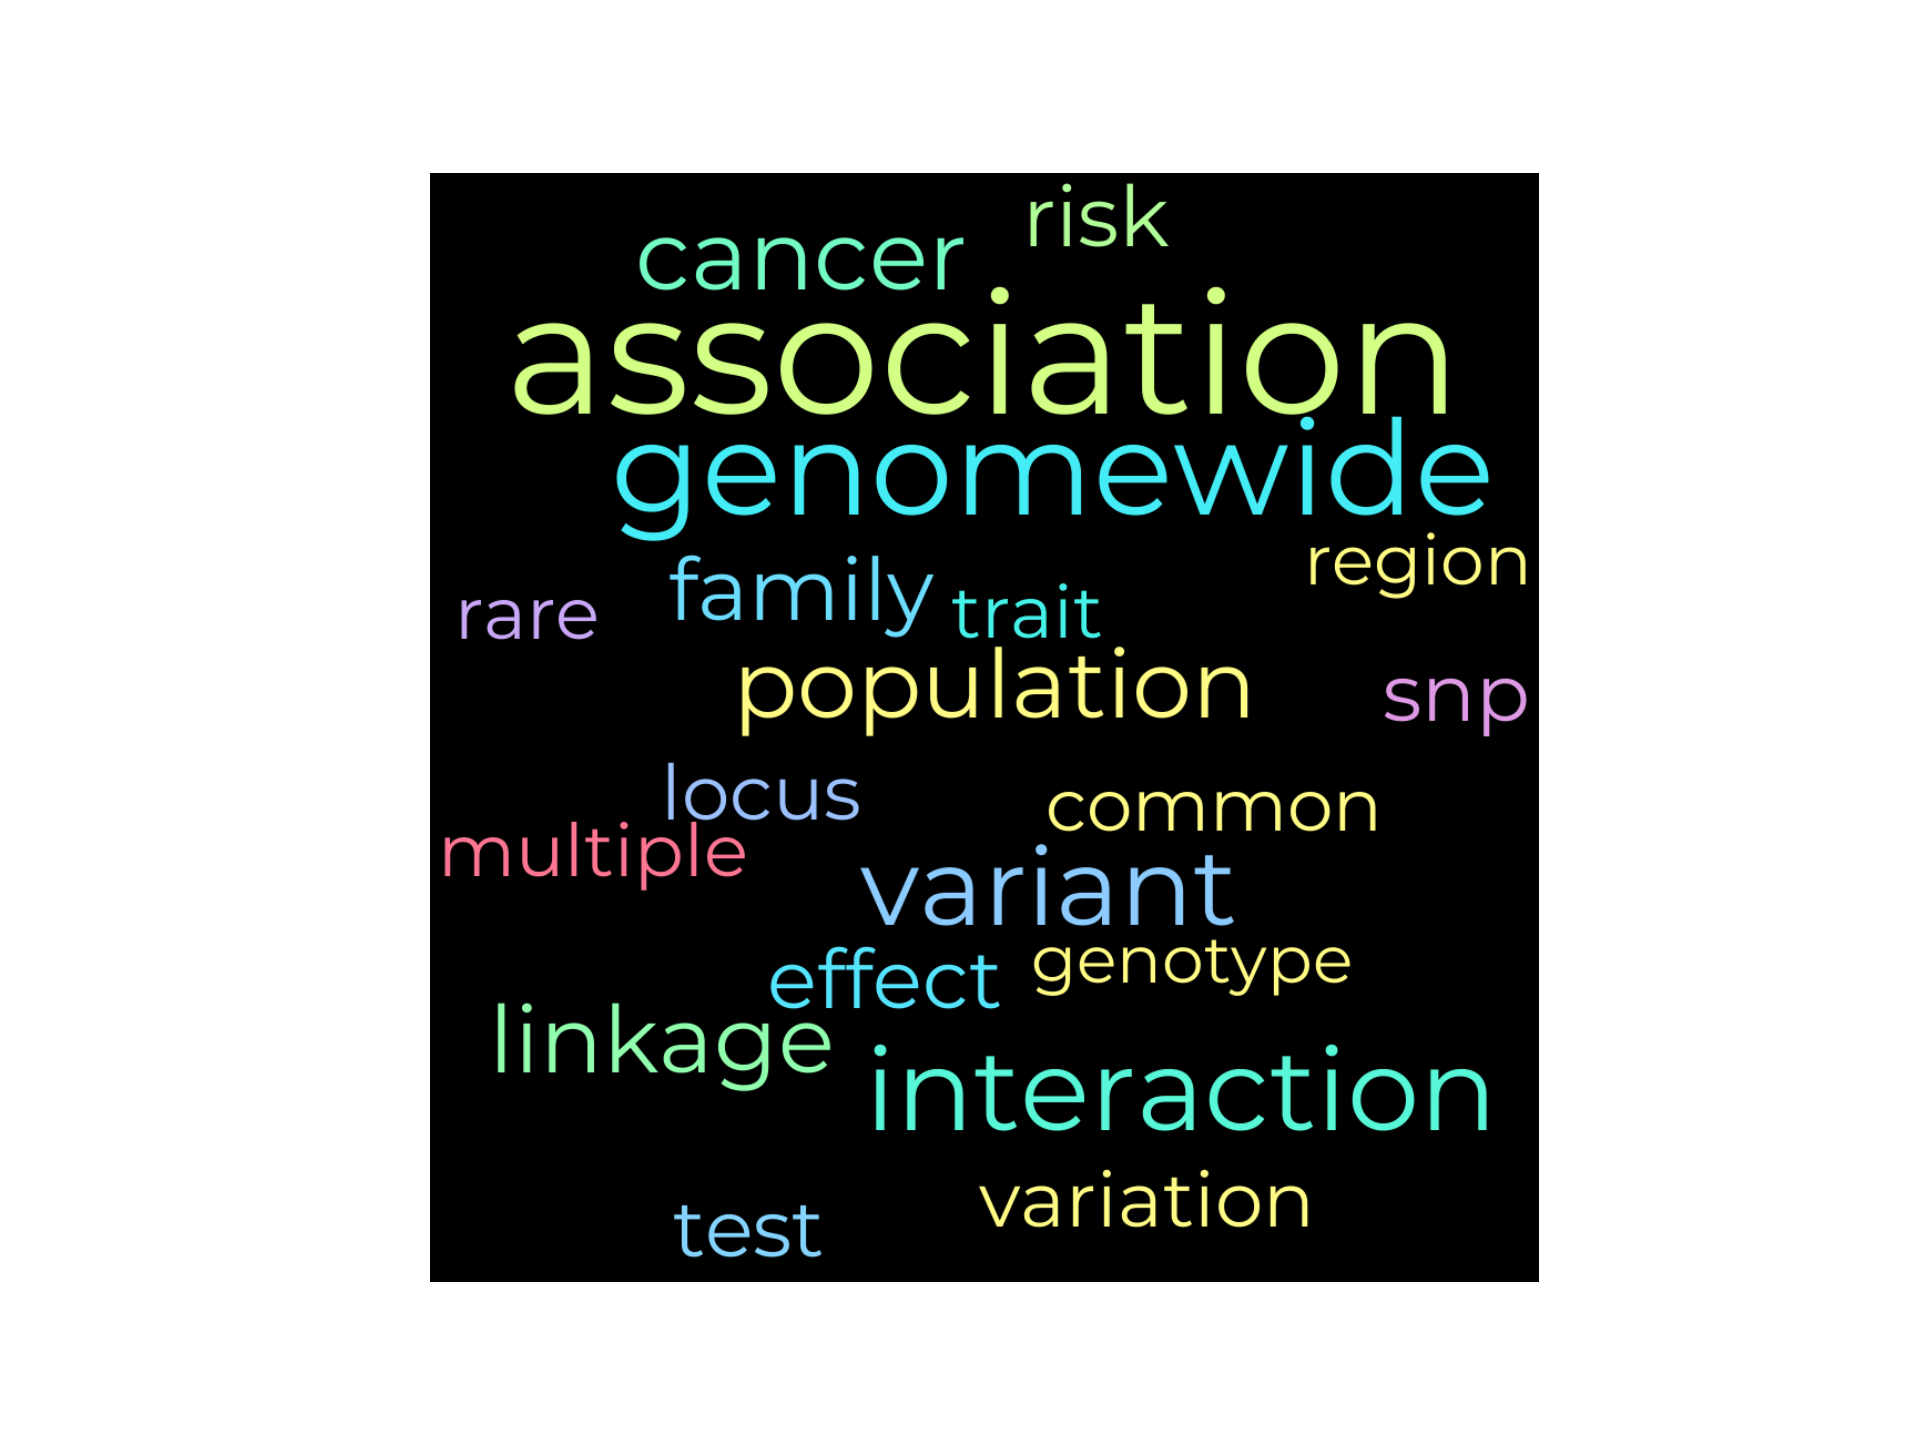 risk
cancer
association
genomewide
region
family
trait
rare
population
snp
locus
common
multiple
variant
effect
genotype
linkage
interaction
variation
test